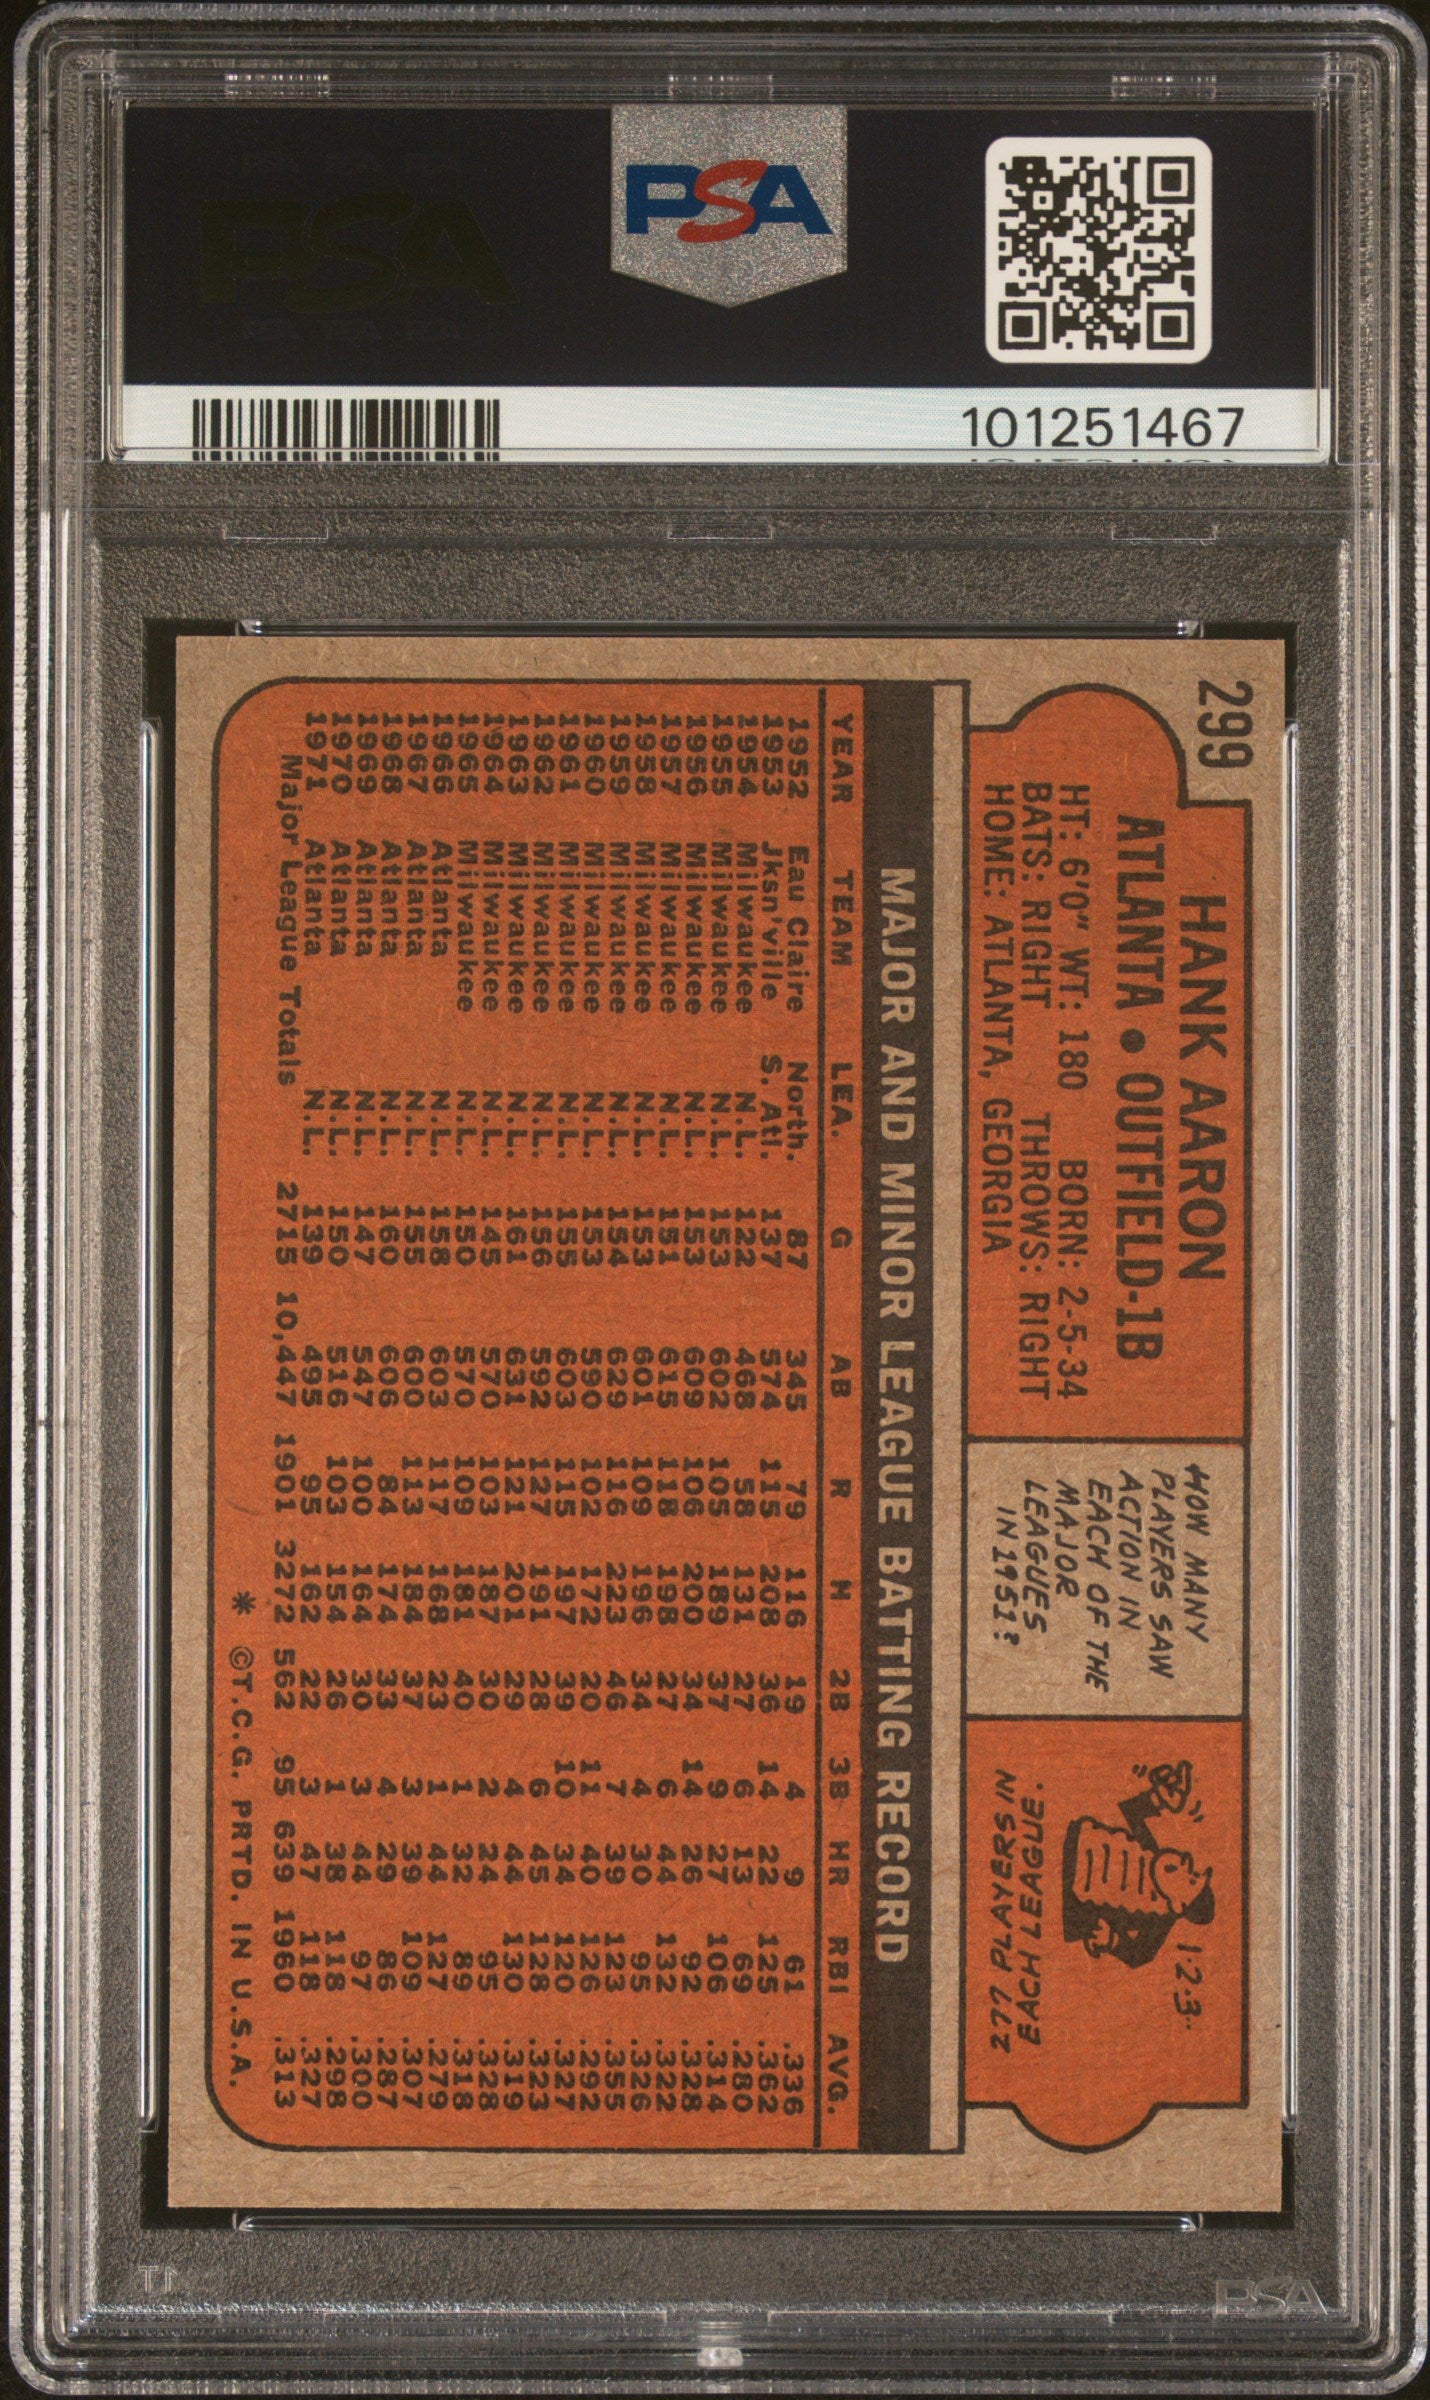 PSA
101251467
299
HANK AARON
ATLANTA • OUTFIELD-1B
HT: 6'0" WT: 180 BORN: 2-5-34
BATS: RIGHT THROWS: RIGHT
HOME: ATLANTA, GEORGIA
HOW MANY
PLAYERS SAW
ACTION IN
EACH OF THE
MAJOR
LEAGUES
IN 1951?
1-2-3..
277 PLAYERS IN
EACH LEAGUE.
MAJOR AND MINOR LEAGUE BATTING RECORD
YEAR TEAM LEA. G AB R H 2B 3B HR RBI AVG.
1952 Eau Claire North. 87 345 79 116 19 4 9 61 .336
1953 Jksn'ville S. Atl. 137 574 115 208 36 14 22 125 .362
1954 Milwaukee N.L. 122 468 58 131 27 6 13 69 .280
1955 Milwaukee N.L. 153 602 105 189 37 9 27 106 .314
1956 Milwaukee N.L. 153 609 106 200 34 14 26 92 .328
1957 Milwaukee N.L. 151 615 118 198 27 6 44 132 .322
1958 Milwaukee N.L. 153 601 109 196 34 4 30 95 .326
1959 Milwaukee N.L. 154 629 116 223 46 7 39 123 .355
1960 Milwaukee N.L. 153 590 102 172 20 11 40 126 .292
1961 Milwaukee N.L. 155 603 115 197 39 10 34 120 .327
1962 Milwaukee N.L. 156 592 127 191 28 6 45 128 .323
1963 Milwaukee N.L. 161 631 121 201 29 4 44 130 .319
1964 Milwaukee N.L. 145 570 103 187 30 2 24 95 .328
1965 Milwaukee N.L. 150 570 109 181 40 1 32 89 .318
1966 Atlanta N.L. 158 603 117 168 23 1 44 127 .279
1967 Atlanta N.L. 155 600 113 184 37 3 39 109 .307
1968 Atlanta N.L. 160 606 84 174 33 4 29 86 .287
1969 Atlanta N.L. 147 547 100 164 30 3 44 97 .300
1970 Atlanta N.L. 150 516 103 154 26 1 38 118 .298
1971 Atlanta N.L. 139 495 95 162 22 3 47 118 .327
Major League Totals 2715 10,447 1901 3272 562 95 639 1960 .313
* ©T.C.G. PRTD. IN U.S.A.
PSA